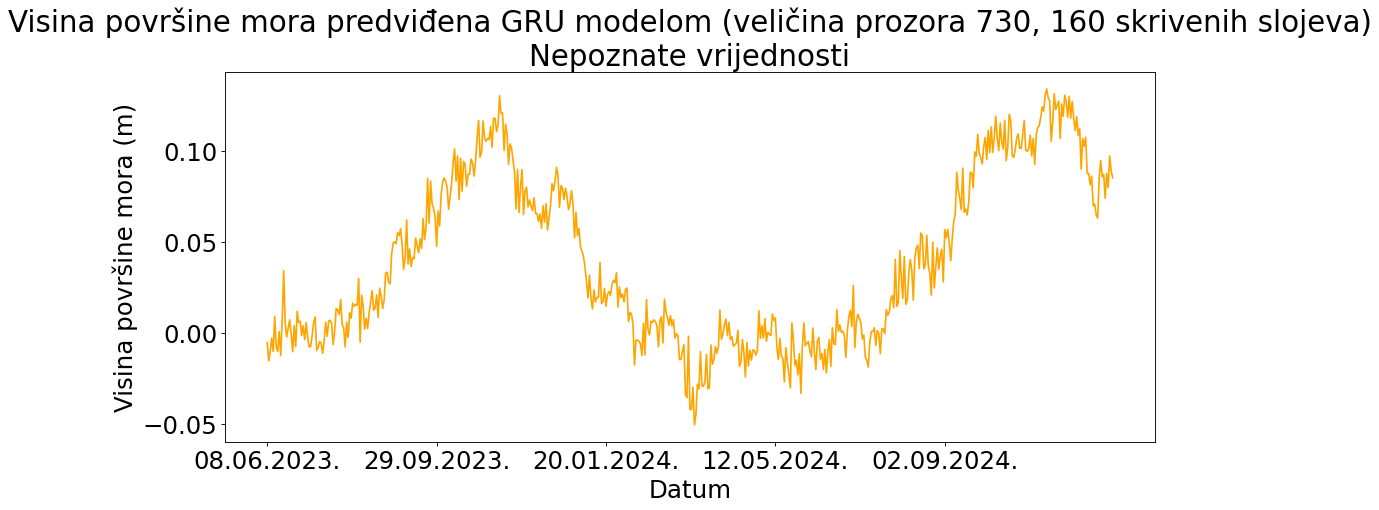 Visina površine mora predviđena GRU modelom (veličina prozora 730, 160 skrivenih slojeva)
Nepoznate vrijednosti
Visina površine mora (m)
0.10
0.05
0.00
−0.05
08.06.2023. 29.09.2023. 20.01.2024. 12.05.2024. 02.09.2024.
Datum